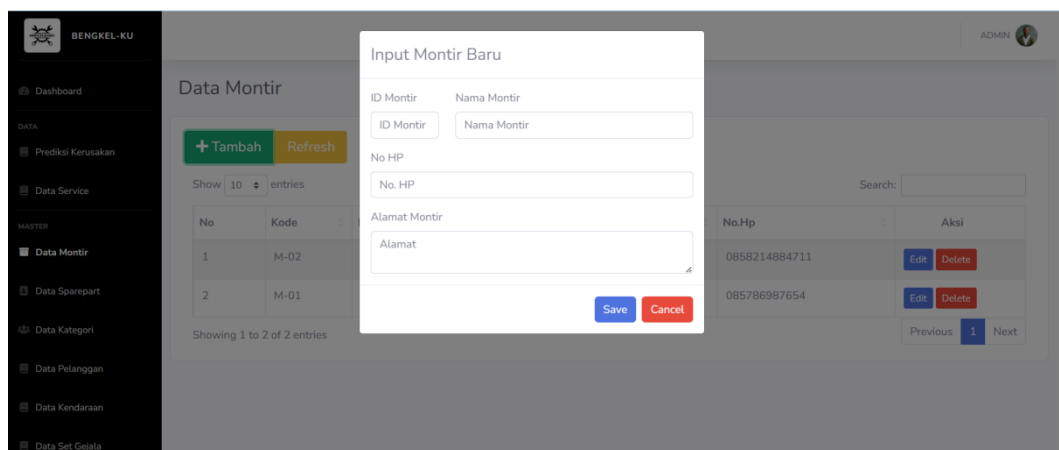 BENGKEL-KU
ADMIN
Dashboard
DATA
Prediksi Kerusakan
Data Service
MASTER
Data Montir
Data Sparepart
Data Kategori
Data Pelanggan
Data Kendaraan
Data Set Gejala
Data Montir
+ Tambah Refresh
Show 10 entries
Search:
No Kode No.Hp Aksi
1 M-02 0858214884711 Edit Delete
2 M-01 085786987654 Edit Delete
Showing 1 to 2 of 2 entries
Previous 1 Next
Input Montir Baru
ID Montir Nama Montir
ID Montir Nama Montir
No HP
No. HP
Alamat Montir
Alamat
Save Cancel